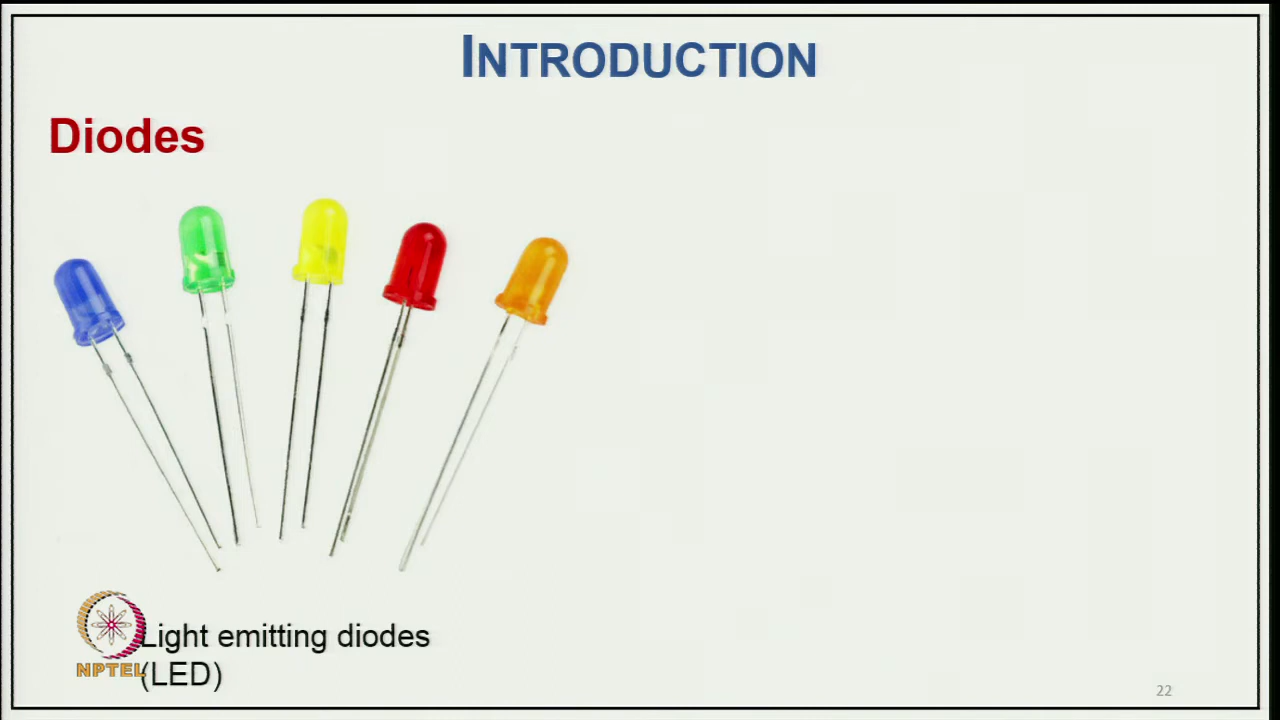 INTRODUCTION
Diodes
Light emitting diodes
(LED)
NPTEL
22